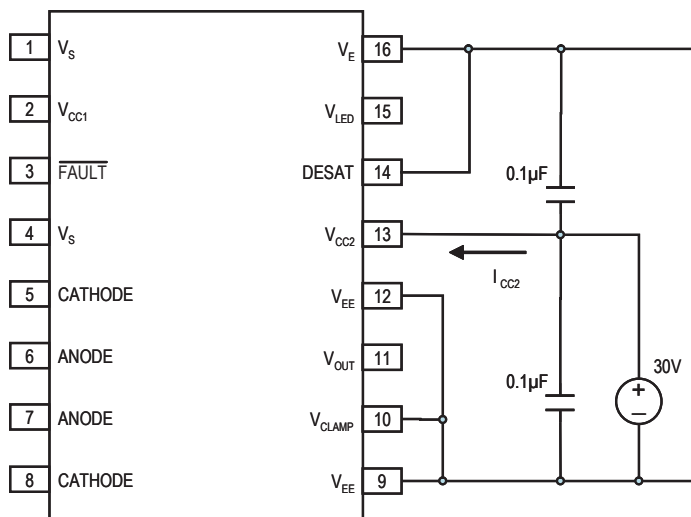 1 V_S
2 V_CC1
3 FAULT
4 V_S
5 CATHODE
6 ANODE
7 ANODE
8 CATHODE
V_E 16
V_LED 15
DESAT 14
V_CC2 13
V_EE 12
V_OUT 11
V_CLAMP 10
V_EE 9
0.1µF
I_CC2
0.1µF
30V
+
–